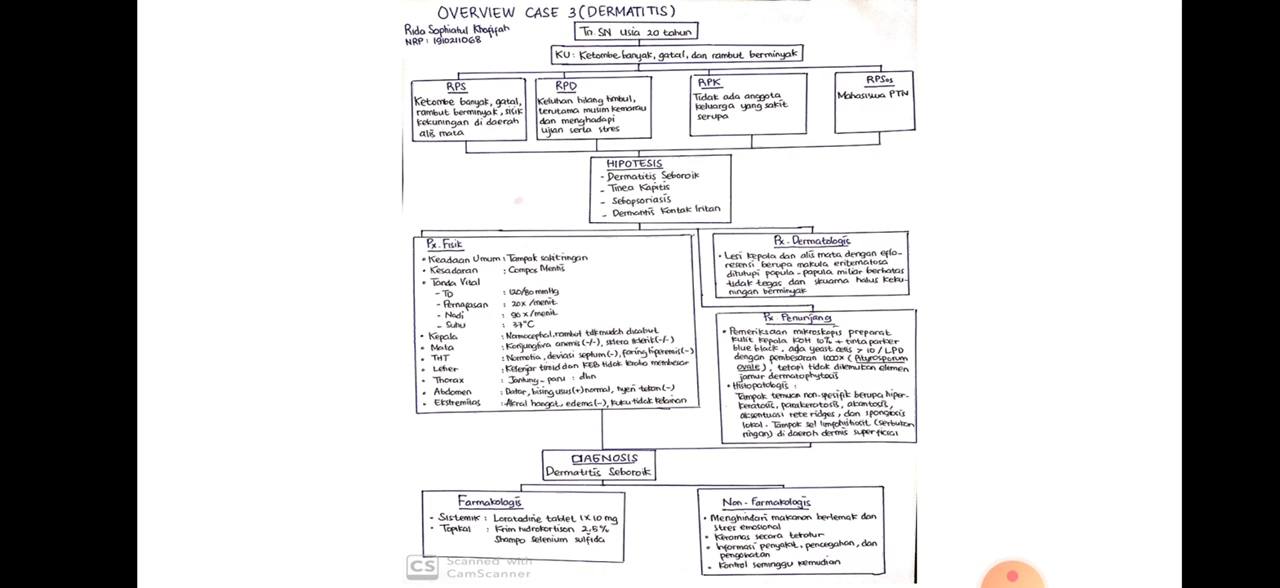 OVERVIEW CASE 3 (DERMATITIS)
Rida Sophiatul Khofifah
NRP : 1910211068
Tn. SN usia 20 tahun
KU : Ketombe banyak, gatal, dan rambut berminyak
RPS
Ketombe banyak, gatal,
rambut berminyak, sisik
kekuningan di daerah
alis mata
RPD
Keluhan hilang timbul,
terutama musim kemarau
dan menghadapi
ujian serta stres
RPK
Tidak ada anggota
keluarga yang sakit
serupa
RPSos
Mahasiswa PTN
HIPOTESIS
- Dermatitis Seboroik
- Tinea Kapitis
- Sebopsoriasis
- Dermatitis Kontak Iritan
Px. Fisik
• Keadaan Umum : Tampak sakit ringan
• Kesadaran : Compos Mentis
• Tanda Vital
- TD : 120/80 mmHg
- Pernapasan : 20x /menit
- Nadi : 90 x/menit
- Suhu : 37°C
• Kepala : Normocephal, rambut tdk mudah dicabut
• Mata : Konjungtiva anemis (-/-), sklera ikterik (-/-)
• THT : Normotia, deviasi septum (-), faring hiperemis (-)
• Leher : Kelenjar tiroid dan KGB tidak teraba membesar
• Thorax : Jantung - paru : dbn
• Abdomen : Datar, bising usus (+) normal, nyeri tekan (-)
• Ekstremitas : Akral hangat, edema (-), kuku tidak kelainan
Px. Dermatologis
• Lesi kepala dan alis mata dengan eflo-
resensi berupa makula eritematosa
ditutupi papula - papula miliar berbatas
tidak tegas dan skuama halus keku-
ningan berminyak
Px Penunjang
• Pemeriksaan mikroskopis preparat
kulit kepala KOH 10% + tinta parker
blue black, ada yeast cells > 10 / LPD
dengan pembesaran 1000x (Pityrosporum
ovale), tetapi tidak ditemukan elemen
jamur dermatophytosis
• Histopatologis :
Tampak temuan non-spesifik berupa hiper-
keratosis, parakeratosis, akantosis,
aksentuasi rete ridges, dan spongiosis
lokal. Tampak sel limfohistiosit (serbukan
ringan) di daerah dermis superficial
DIAGNOSIS
Dermatitis Seboroik
Farmakologis
- Sistemik : Loratadine tablet 1x10 mg
• Topikal : Krim hidrokortison 2,5%
Shampo selenium sulfida
Non-Farmakologis
• Menghindari makanan berlemak dan
stres emosional
• Keramas secara teratur
• Informasi penyakit, pencegahan, dan
pengobatan
• Kontrol seminggu kemudian
CS Scanned with
CamScanner